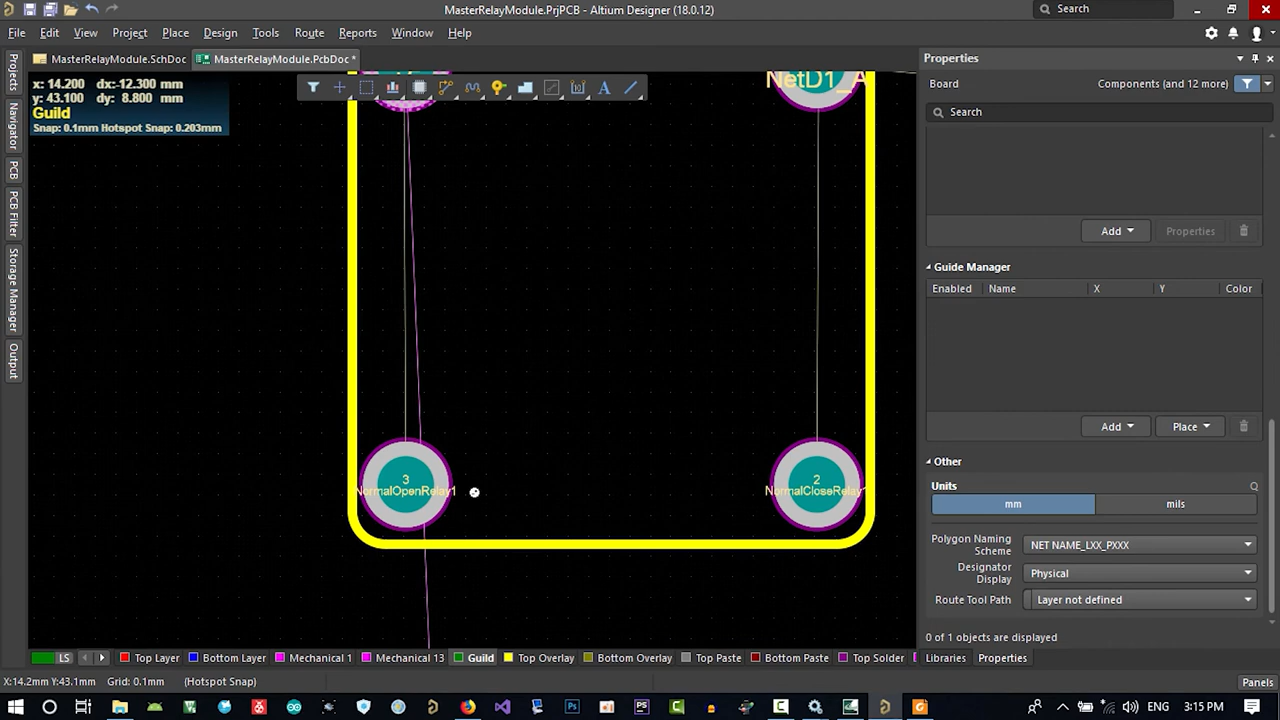 MasterRelayModule.PrjPCB - Altium Designer (18.0.12)
Search
File Edit View Project Place Design Tools Route Reports Window Help
MasterRelayModule.SchDoc MasterRelayModule.PcbDoc *
Properties
x: 14.200 dx:-12.300 mm
y: 43.100 dy: 8.800 mm
Guild
Snap: 0.1mm Hotspot Snap: 0.203mm
NetD1_A
Board Components (and 12 more)
Search
Projects
Navigator
PCB
PCB Filter
Storage Manager
Output
Add Properties
Guide Manager
Enabled Name X Y Color
Add Place
3
NormalOpenRelay1
2
NormalCloseRelay1
Other
Units
mm mils
Polygon Naming Scheme NET NAME_LXX_PXXX
Designator Display Physical
Route Tool Path Layer not defined
0 of 1 objects are displayed
LS Top Layer Bottom Layer Mechanical 1 Mechanical 13 Guild Top Overlay Bottom Overlay Top Paste Bottom Paste Top Solder
Libraries Properties
X:14.2mm Y:43.1mm Grid: 0.1mm (Hotspot Snap)
Panels
ENG 3:15 PM